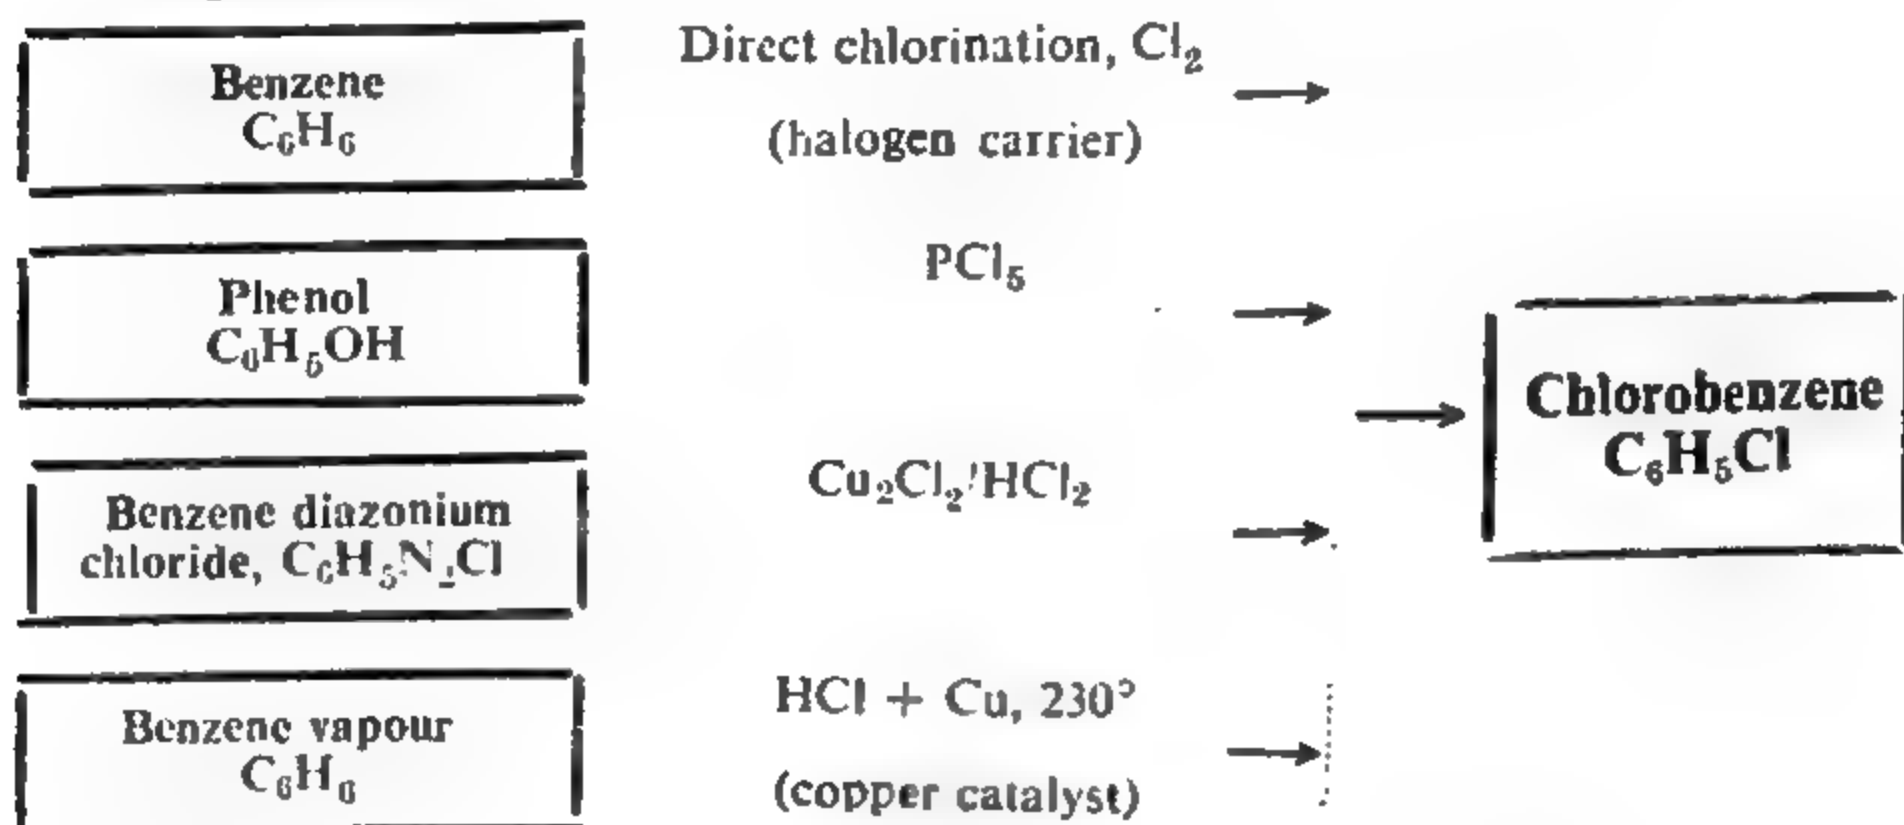 Benzene
C₆H₆
Direct chlorination, Cl₂
(halogen carrier)
Phenol
C₆H₅OH
PCl₅
Benzene diazonium
chloride, C₆H₅N₂Cl
Cu₂Cl₂/HCl₂
Benzene vapour
C₆H₆
HCl + Cu, 230°
(copper catalyst)
Chlorobenzene
C₆H₅Cl